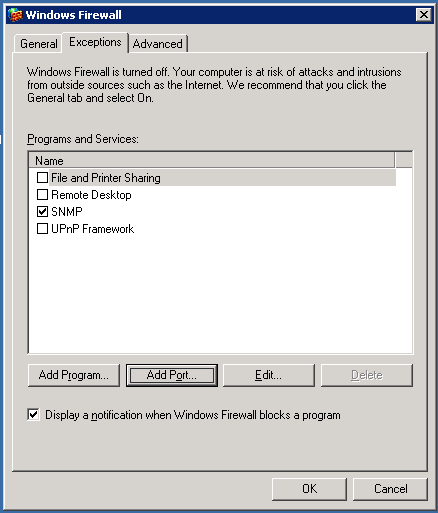 Windows Firewall
General
Exceptions
Advanced
Windows Firewall is turned off. Your computer is at risk of attacks and intrusions
from outside sources such as the Internet. We recommend that you click the
General tab and select On.
Programs and Services:
Name
File and Printer Sharing
Remote Desktop
SNMP
UPnP Framework
Add Program...
Add Port...
Edit...
Delete
Display a notification when Windows Firewall blocks a program
OK
Cancel